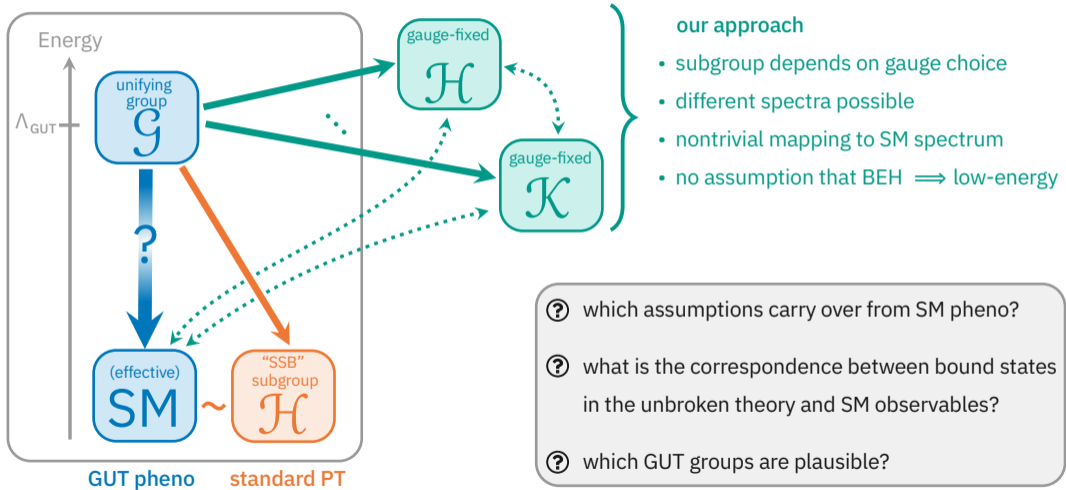 Energy
Λ_GUT
unifying
group
𝒢
?
(effective)
SM
~
"SSB"
subgroup
ℋ
GUT pheno
standard PT
gauge-fixed
ℋ
gauge-fixed
𝒦
our approach
• subgroup depends on gauge choice
• different spectra possible
• nontrivial mapping to SM spectrum
• no assumption that BEH ⟹ low-energy
? which assumptions carry over from SM pheno?
? what is the correspondence between bound states
in the unbroken theory and SM observables?
? which GUT groups are plausible?